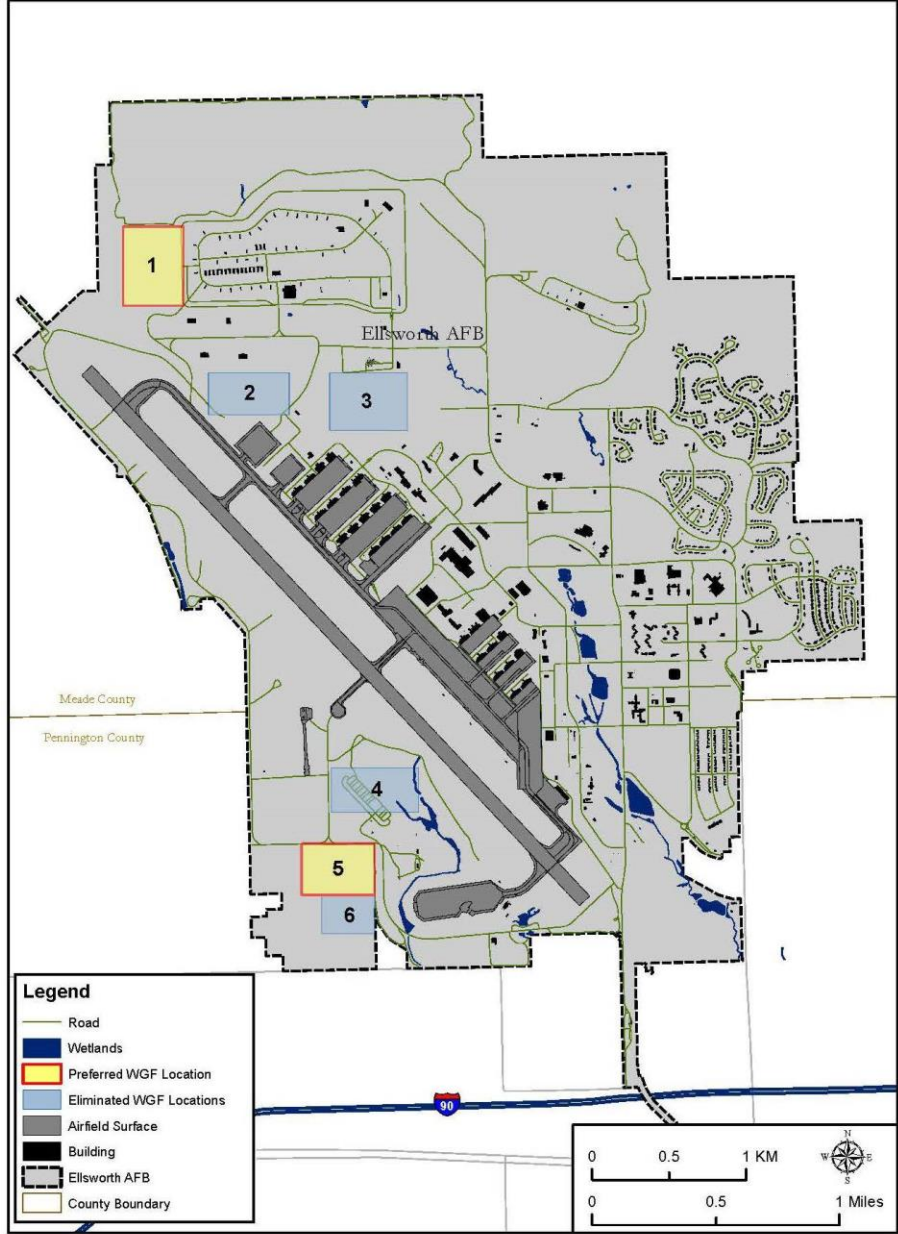 1
Ellsworth AFB
2
3
Meade County
Pennington County
4
5
6
Legend
Road
Wetlands
Preferred WGF Location
Eliminated WGF Locations
Airfield Surface
Building
Ellsworth AFB
County Boundary
90
0 0.5 1 KM
N
W E
S
0 0.5 1 Miles